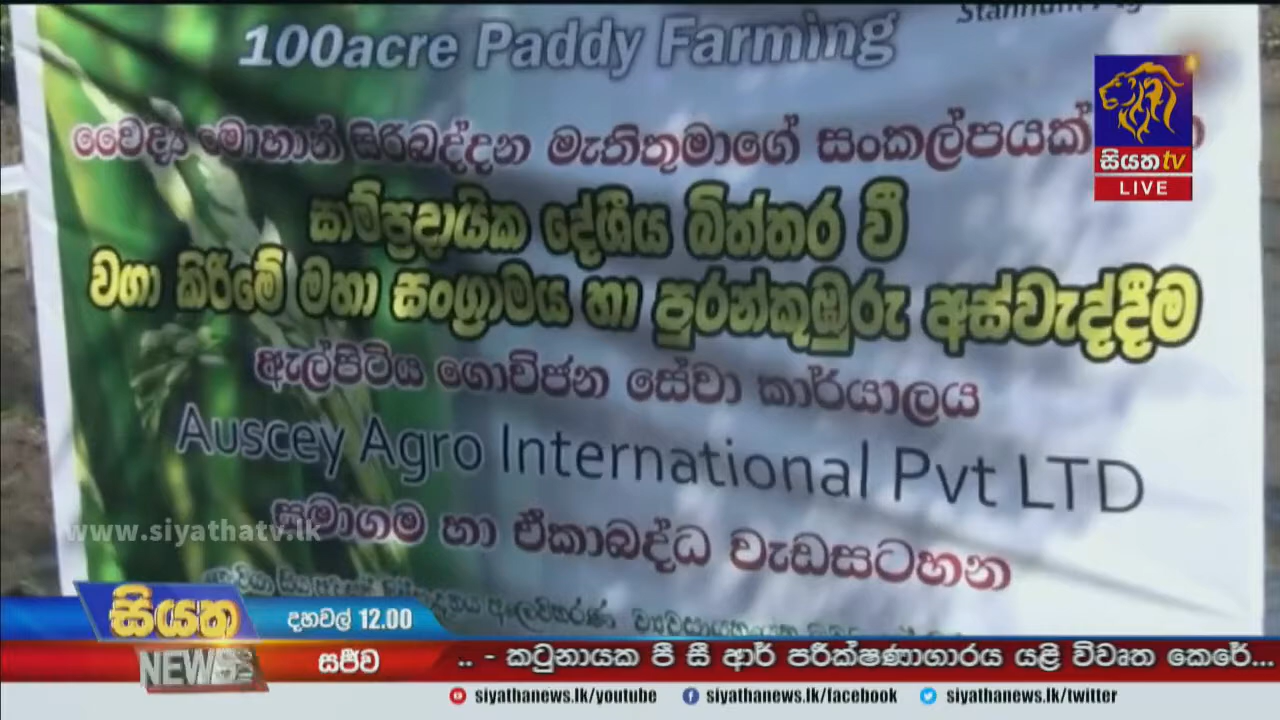 100acre Paddy Farming
වෛද්‍ය මොහාන් සිරිබද්දන මැතිතුමාගේ සංකල්පයක්
සාම්ප්‍රදායික දේශීය බිත්තර වී
වගා කිරීමේ මහා සංග්‍රාමය හා පුරන්කුඹුරු අස්වැද්දීම
ඇල්පිටිය ගොවිජන සේවා කාර්යාලය
Auscey Agro International Pvt LTD
සමාගම හා ඒකාබද්ධ වැඩසටහන
සියත tv
LIVE
www.siyathatv.lk
සියත
දහවල් 12.00
NEWS
සජීව
.. - කටුනායක පී සී ආර් පරීක්ෂණාගාරය යළි විවෘත කෙරේ...
siyathanews.lk/youtube
siyathanews.lk/facebook
siyathanews.lk/twitter